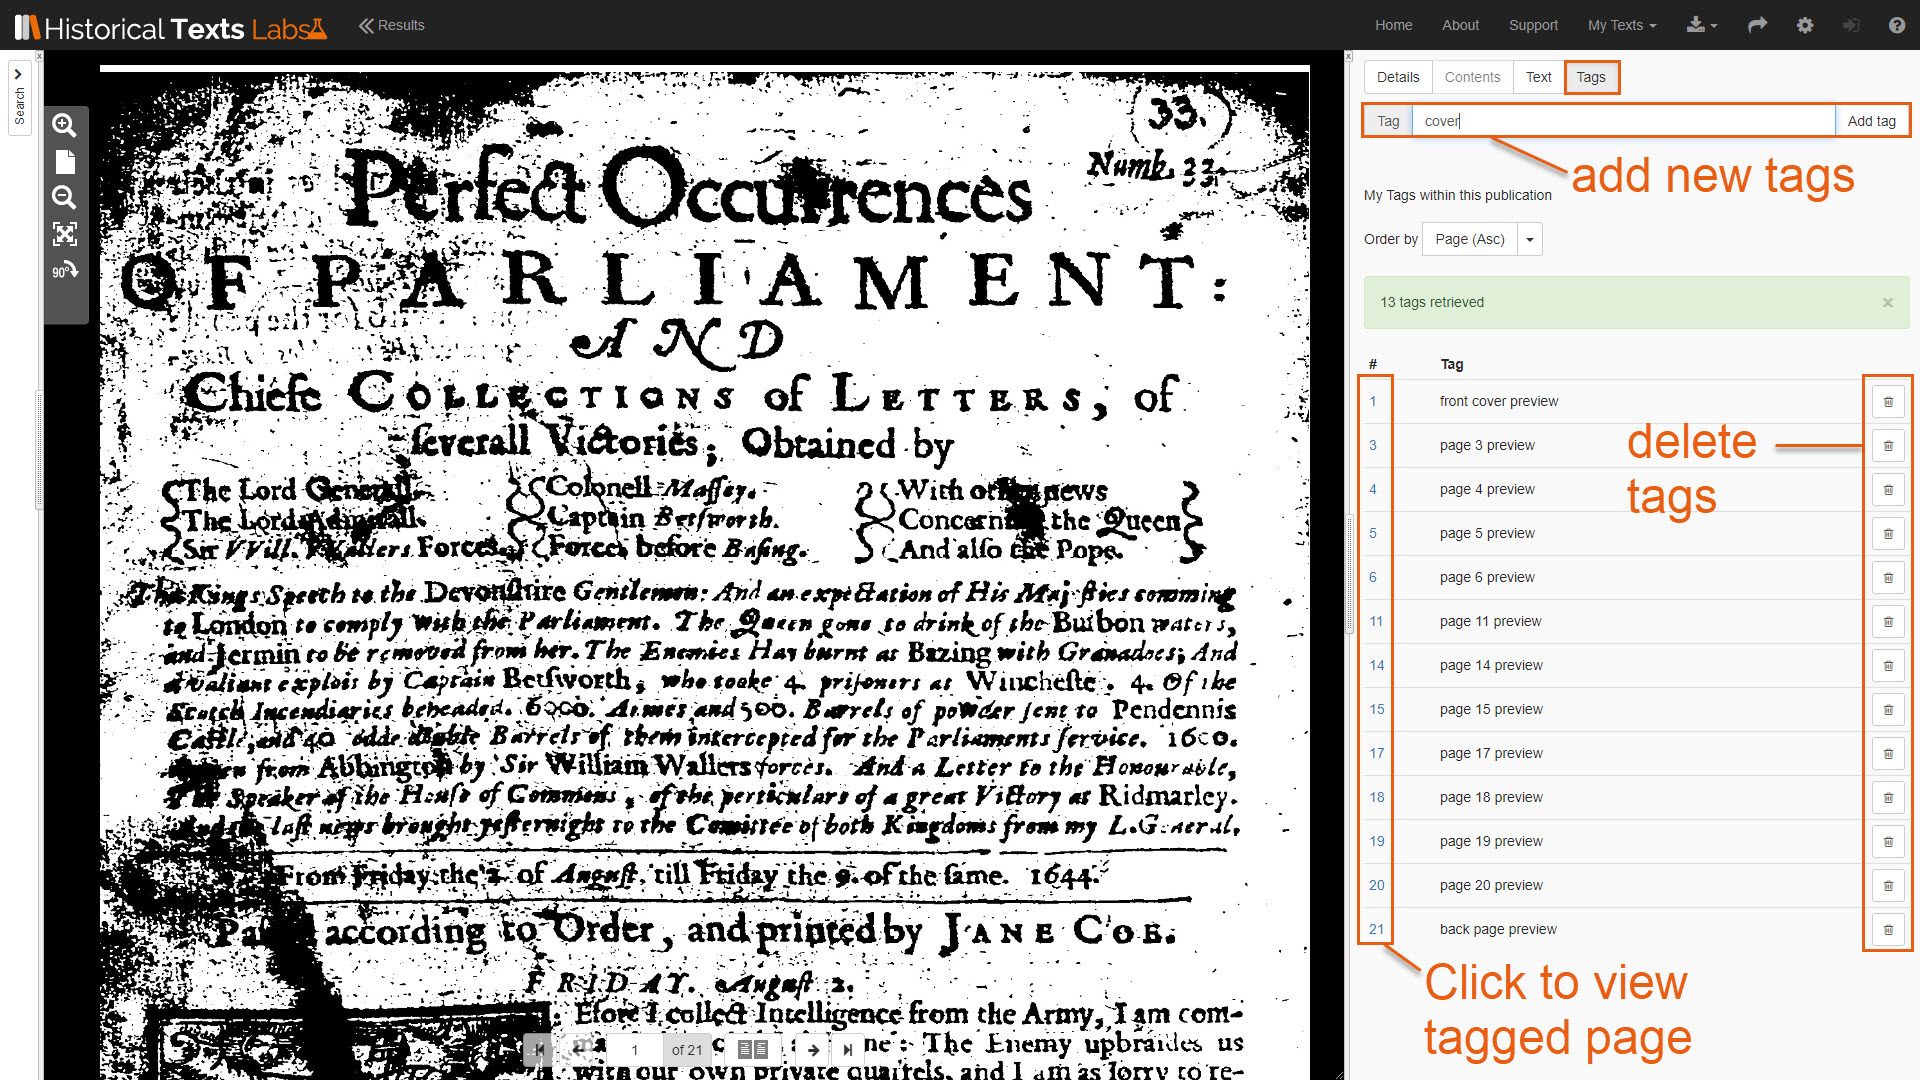 Historical Texts Labs
Results
Home About Support My Texts
Search
90°
33.
Numb. 33.
Perfect Occurrences
OF PARLIAMENT:
AND
Chiefe COLLECTIONS of LETTERS, of
ſeverall Victories; Obtained by
The Lord Generall. Colonell Maſſey. With other news
The Lord Admirall. Captain Betſworth. Concerning the Queen
Sir VVill. VVallers Forces. Forces before Baſing. And alſo the Pope.
The Kings Speech to the Devonſhire Gentlemen: And an expectation of His Majeſties comming
to London to comply with the Parliament. The Queen gone to drink of the Burbon waters,
and Jermin to be removed from her. The Enemies Hay burnt at Bazing with Granadoes; And
a valiant exploit by Captain Betſworth, who tooke 4. priſoners at Wincheſte. 4. Of the
Scotch Incendiaries beheaded. 6000. Armes and 500. Barrels of powder ſent to Pendennis
Caſtle, and 40 odde double Barrels of them intercepted for the Parliaments ſervice. 1600.
from Abbington by Sir William Wallers forces. And a Letter to the Honourable,
The Speaker of the Houſe of Commons, of the perticulars of a great Victory at Ridmarley.
And the laſt news brought yeſternight to the Comittee of both Kingdoms from my L. Generall.
From Friday the 2. of Auguſt, till Friday the 9. of the ſame. 1644.
according to Order, and printed by JANE COE.
FRIDAY. Auguſt 2.
Efore I collect Intelligence from the Army, I am com-
The Enemy upbraides us
with our own private quarrels, and I am as ſorry to re-
1 of 21
Details Contents Text Tags
Tag cover Add tag
add new tags
My Tags within this publication
Order by Page (Asc)
13 tags retrieved ×
# Tag
1 front cover preview
3 page 3 preview
4 page 4 preview
5 page 5 preview
6 page 6 preview
11 page 11 preview
14 page 14 preview
15 page 15 preview
17 page 17 preview
18 page 18 preview
19 page 19 preview
20 page 20 preview
21 back page preview
delete
tags
Click to view
tagged page